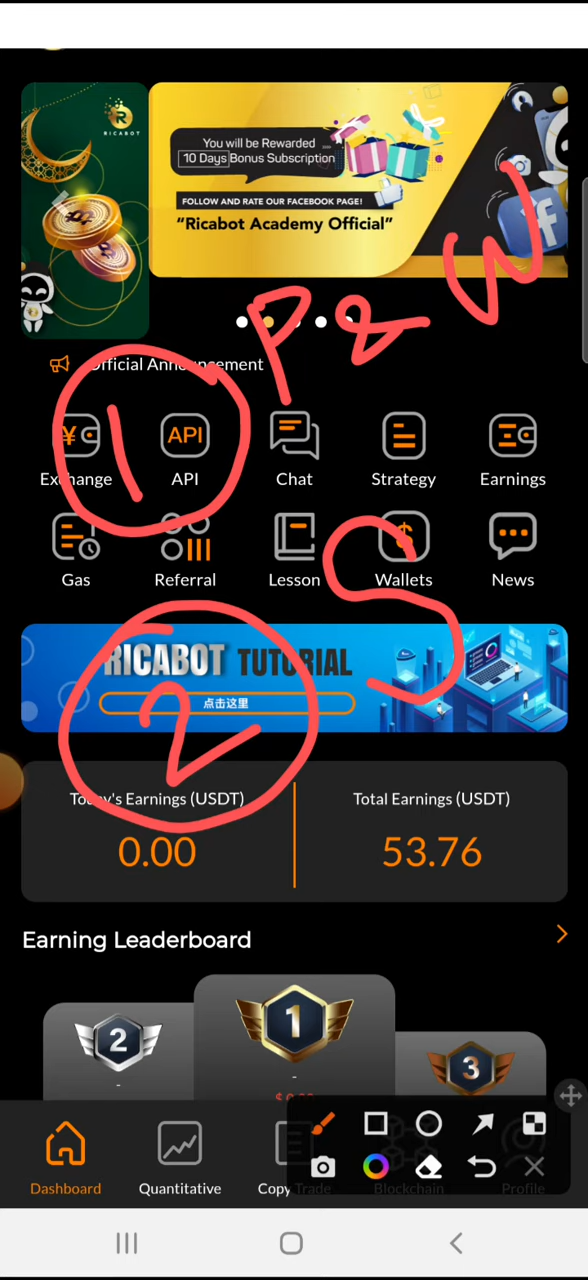 RICABOT
You will be Rewarded
10 Days Bonus Subscription
FOLLOW AND RATE OUR FACEBOOK PAGE!
“Ricabot Academy Official”
P & W
Official Announcement
1
Exchange API Chat Strategy Earnings
API
Gas Referral Lesson Wallets News
S
RICABOT TUTORIAL
点击这里
2
Today's Earnings (USDT) Total Earnings (USDT)
0.00 53.76
Earning Leaderboard
2 1 3
- -
Dashboard Quantitative Copy Trade Blockchain Profile